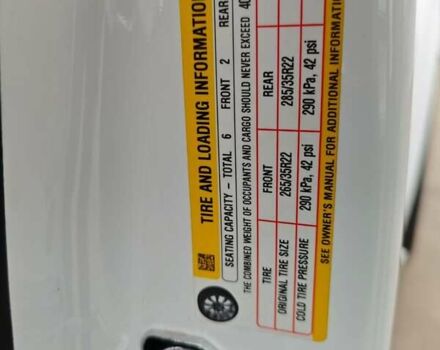 TIRE AND LOADING INFORMATION
SEATING CAPACITY – TOTAL 6 FRONT 2 REAR
THE COMBINED WEIGHT OF OCCUPANTS AND CARGO SHOULD NEVER EXCEED
TIRE FRONT REAR
ORIGINAL TIRE SIZE 265/35R22 285/35R22
COLD TIRE PRESSURE 290 kPa, 42 psi 290 kPa, 42 psi
SEE OWNER'S MANUAL FOR ADDITIONAL